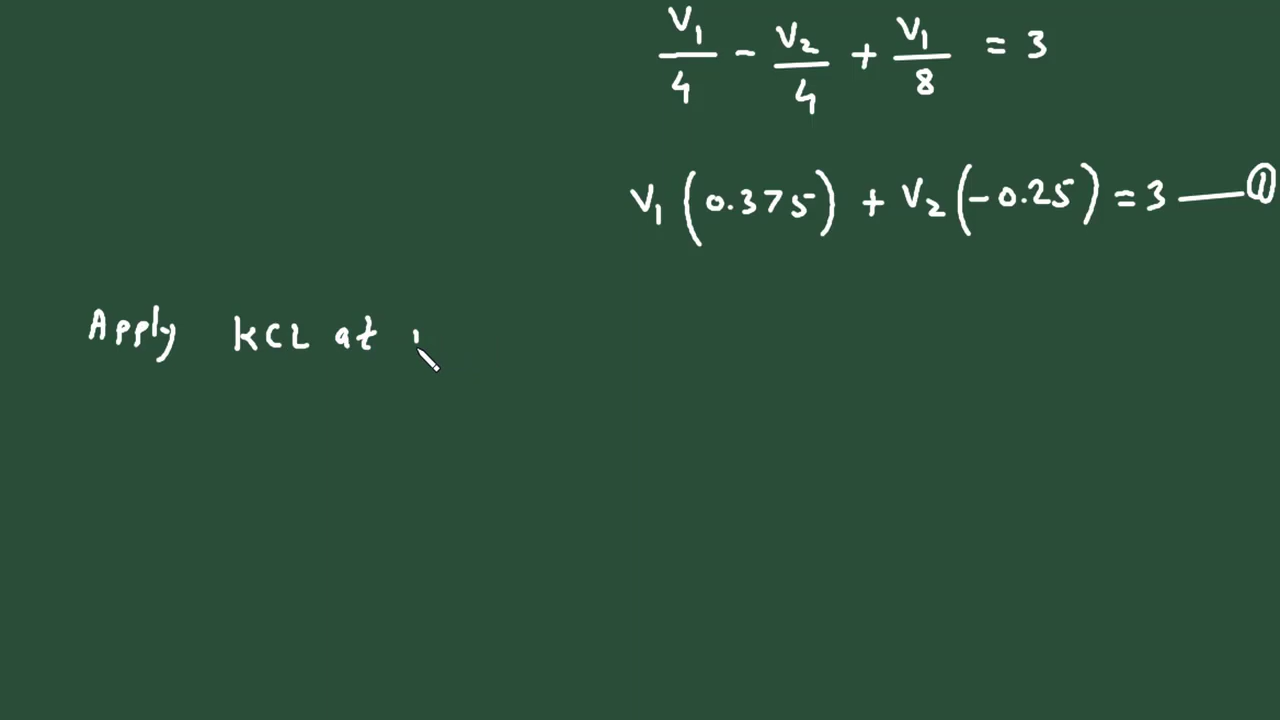 V₁/4 - V₂/4 + V₁/8 = 3
V₁(0.375) + V₂(-0.25) = 3 — ①
Apply KCL at